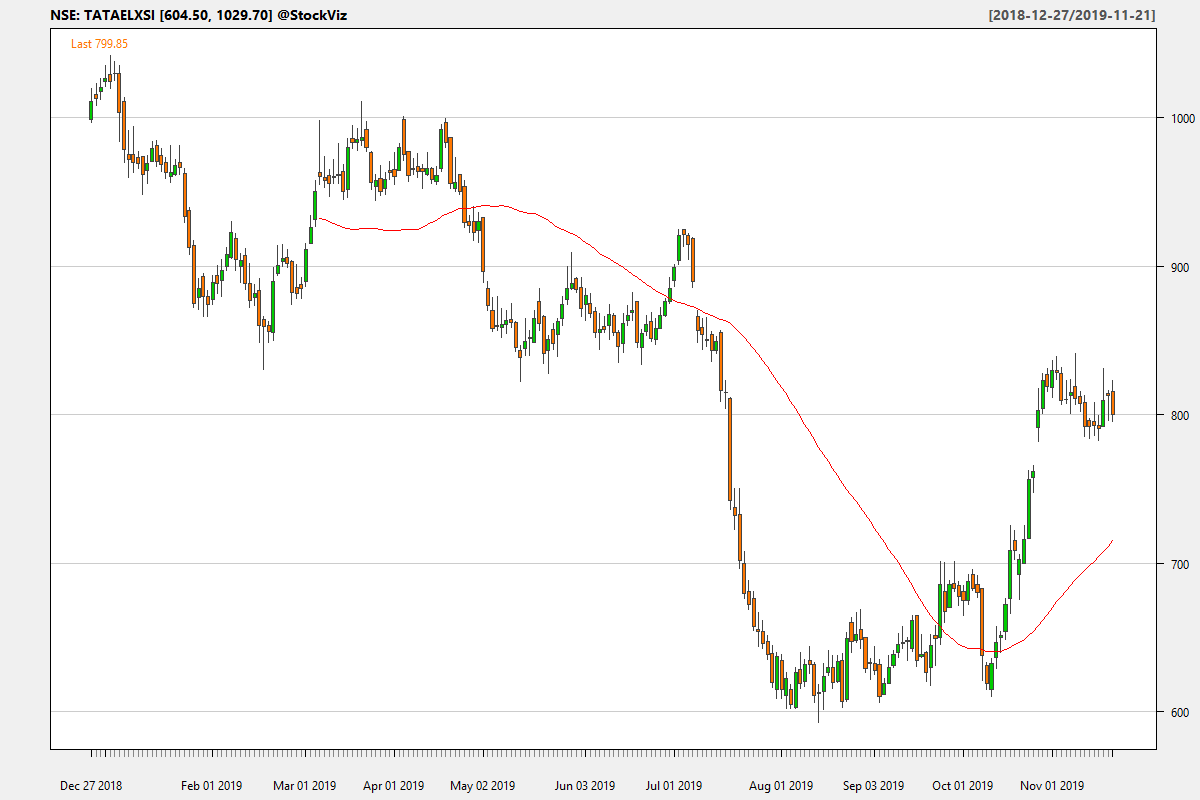 NSE: TATAELXSI [604.50, 1029.70] @StockViz [2018-12-27/2019-11-21]
Last 799.85
1000
900
800
700
600
Dec 27 2018 Feb 01 2019 Mar 01 2019 Apr 01 2019 May 02 2019 Jun 03 2019 Jul 01 2019 Aug 01 2019 Sep 03 2019 Oct 01 2019 Nov 01 2019